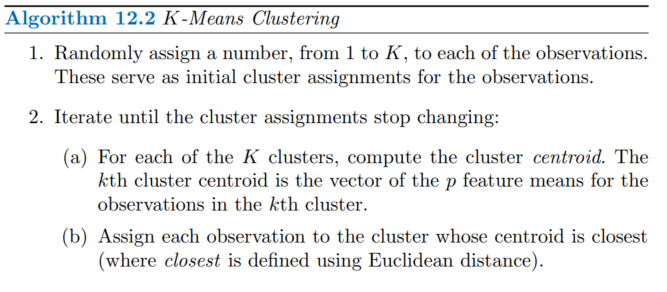 Algorithm 12.2 K-Means Clustering
1. Randomly assign a number, from 1 to K, to each of the observations.
These serve as initial cluster assignments for the observations.
2. Iterate until the cluster assignments stop changing:
(a) For each of the K clusters, compute the cluster centroid. The
kth cluster centroid is the vector of the p feature means for the
observations in the kth cluster.
(b) Assign each observation to the cluster whose centroid is closest
(where closest is defined using Euclidean distance).